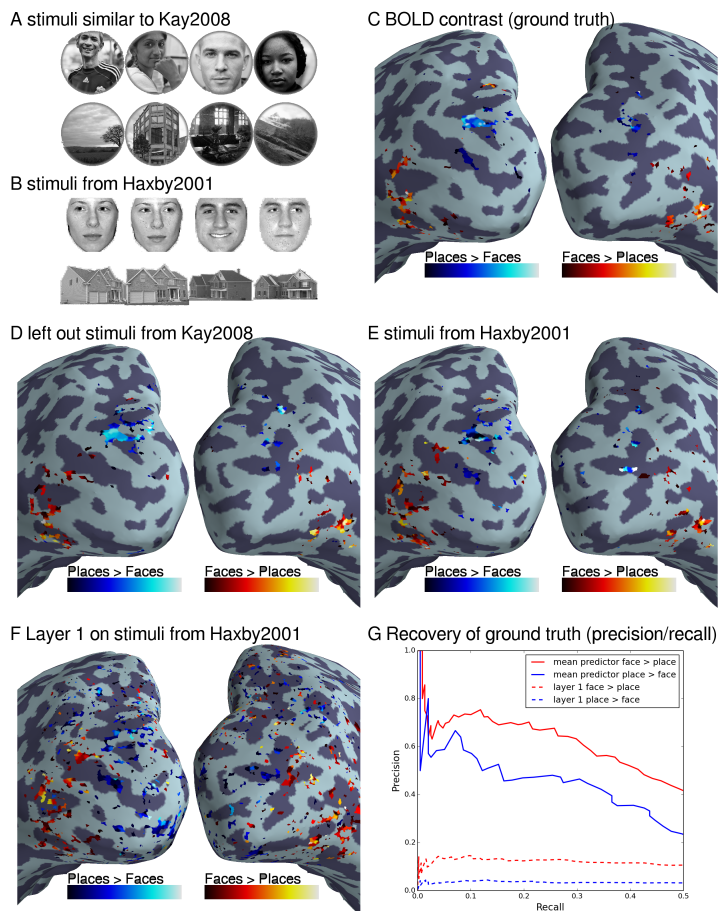 A stimuli similar to Kay2008
B stimuli from Haxby2001
C BOLD contrast (ground truth)
Places > Faces
Faces > Places
D left out stimuli from Kay2008
Places > Faces
Faces > Places
E stimuli from Haxby2001
Places > Faces
Faces > Places
F Layer 1 on stimuli from Haxby2001
Places > Faces
Faces > Places
G Recovery of ground truth (precision/recall)
mean predictor face > place
mean predictor place > face
layer 1 face > place
layer 1 place > face
Precision
1.0
0.8
0.6
0.4
0.2
0.0
0.0 0.1 0.2 0.3 0.4 0.5
Recall